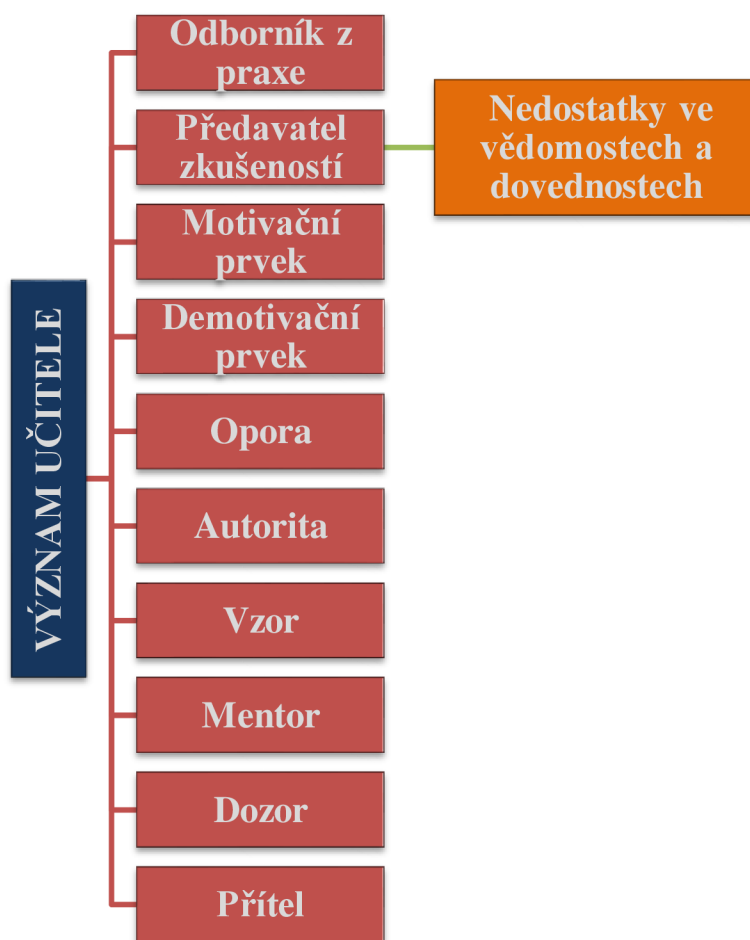 VÝZNAM UČITELE
Odborník z
praxe
Předavatel
zkušeností
Nedostatky ve
vědomostech a
dovednostech
Motivační
prvek
Demotivační
prvek
Opora
Autorita
Vzor
Mentor
Dozor
Přítel